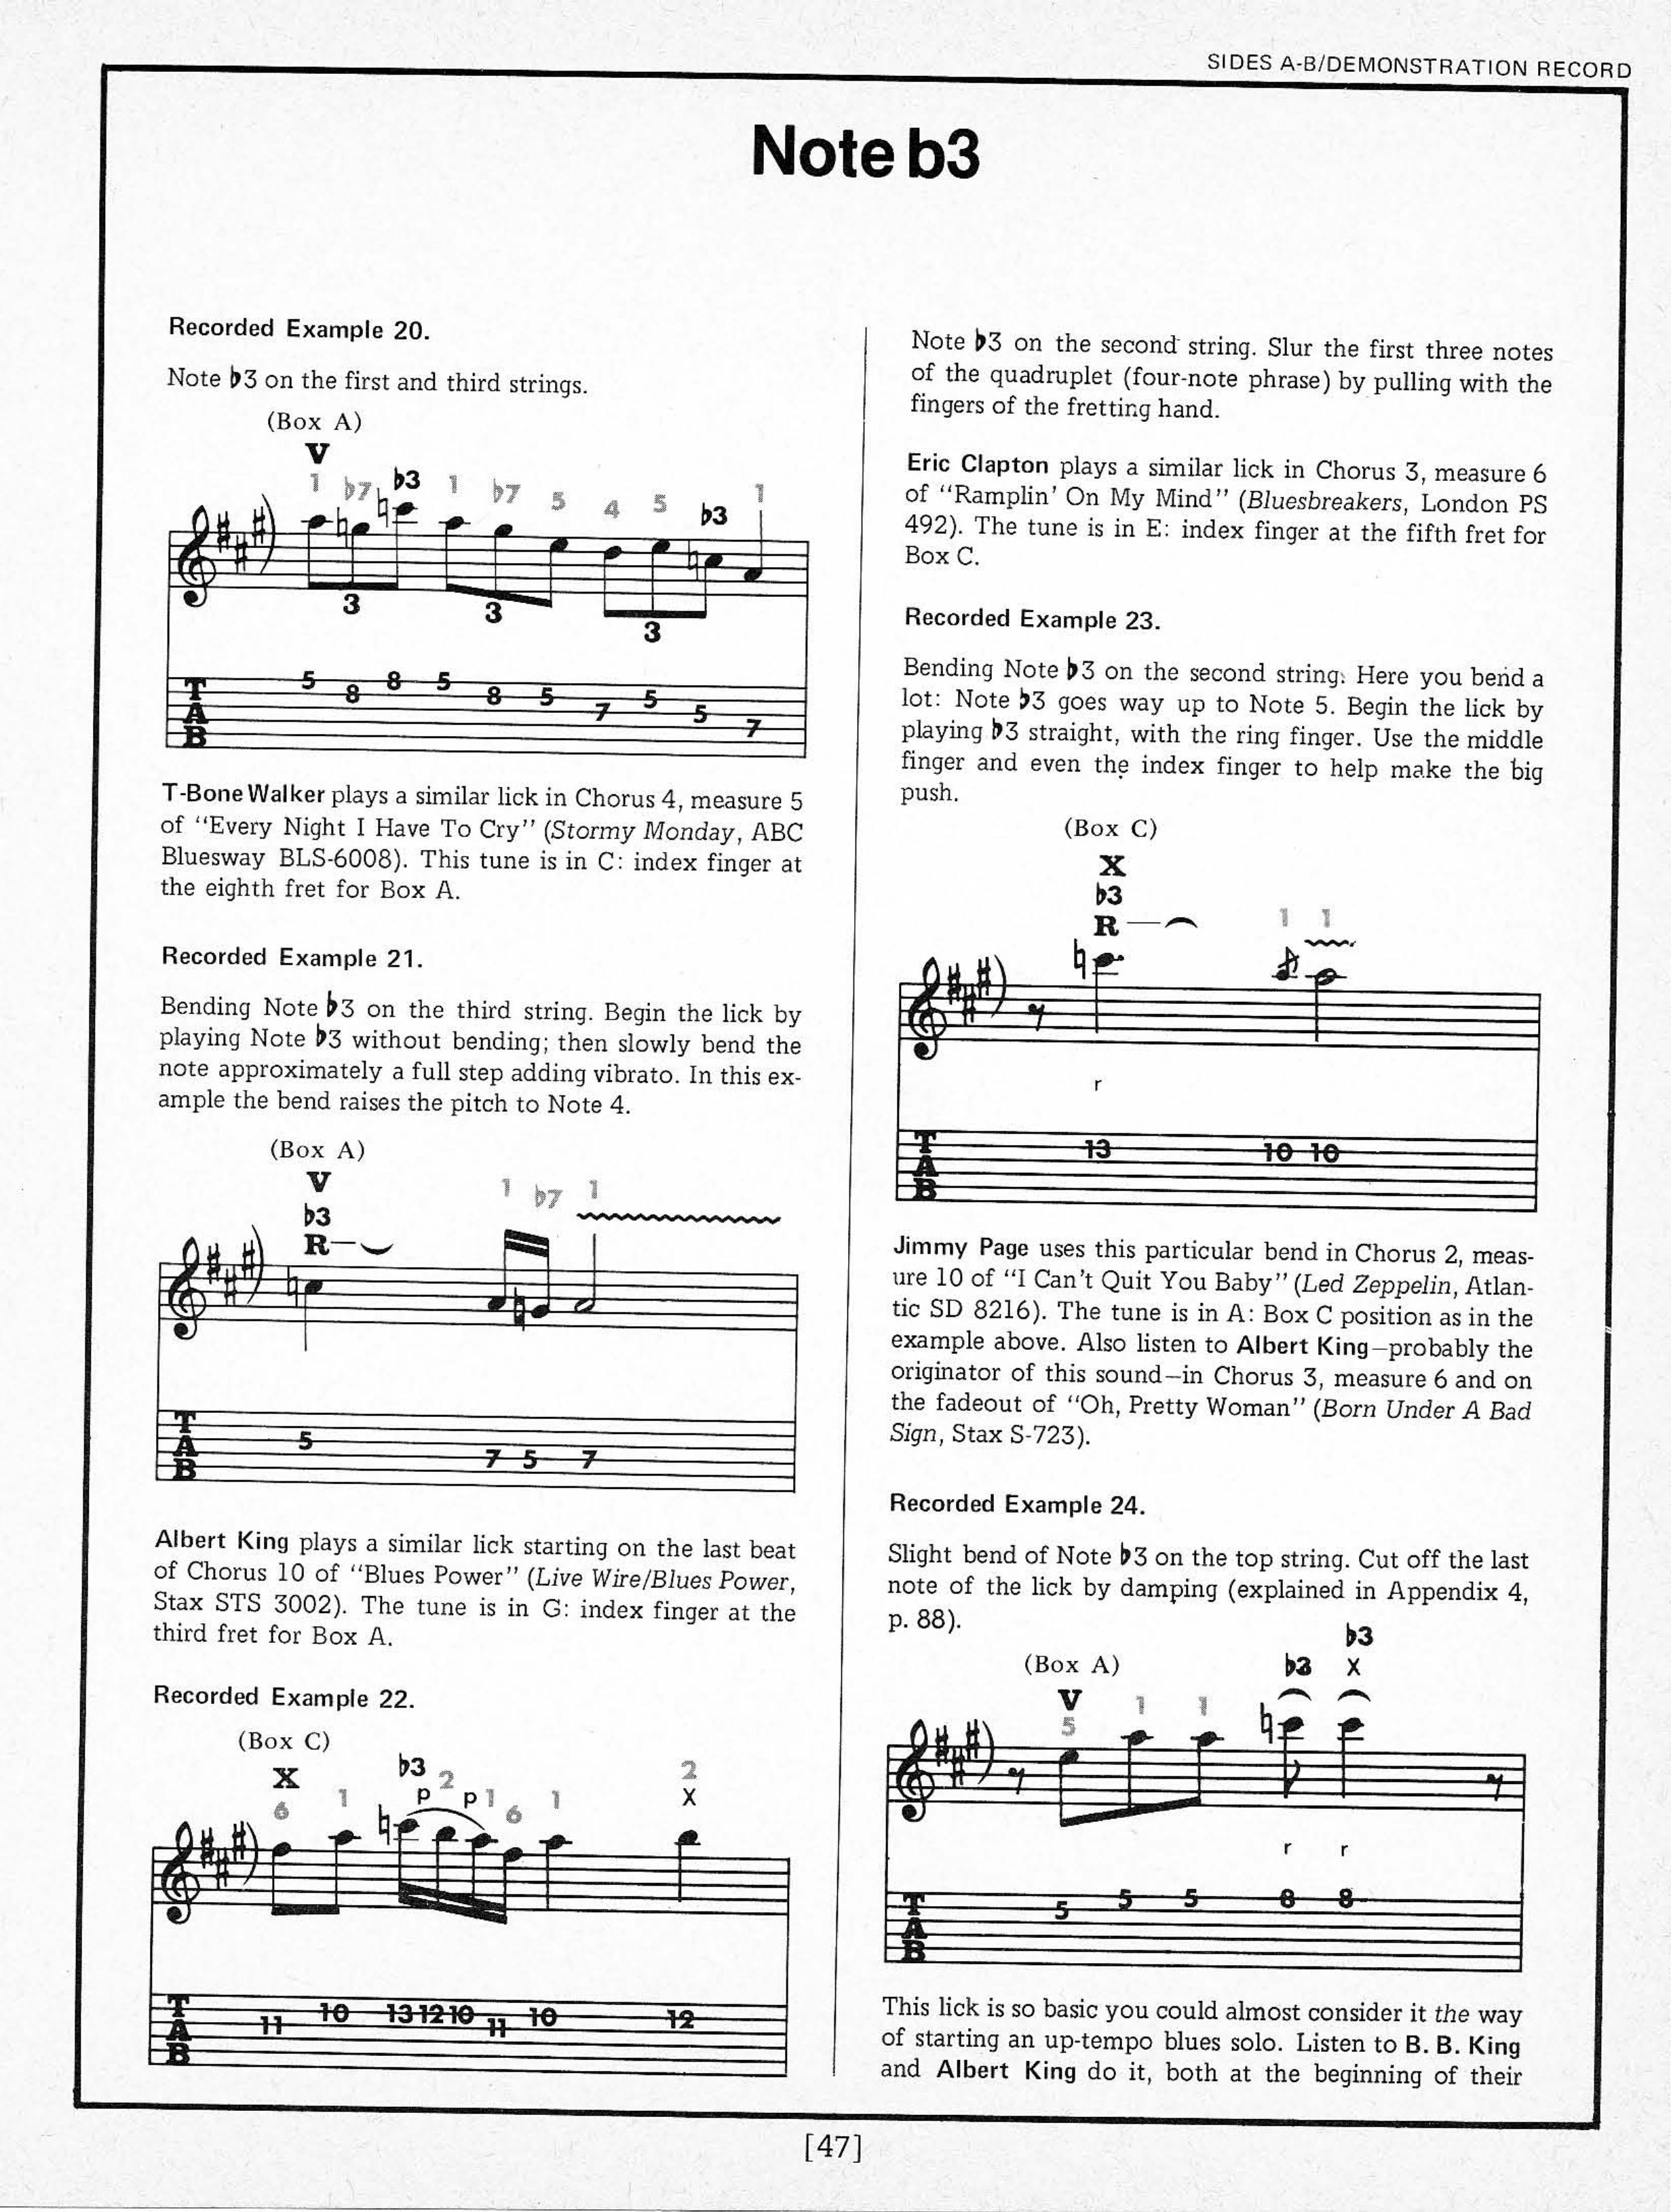 SIDES A-B/DEMONSTRATION RECORD
Note b3
Recorded Example 20.
Note ♭3 on the first and third strings.
(Box A)
V
1 ♭7 ♭3 1 ♭7 5 4 5 ♭3 1
3 3 3
T A B
5 8 8 5 8 5 7 5 5 7
T-Bone Walker plays a similar lick in Chorus 4, measure 5
of "Every Night I Have To Cry" (Stormy Monday, ABC
Bluesway BLS-6008). This tune is in C: index finger at
the eighth fret for Box A.
Recorded Example 21.
Bending Note ♭3 on the third string. Begin the lick by
playing Note ♭3 without bending; then slowly bend the
note approximately a full step adding vibrato. In this ex-
ample the bend raises the pitch to Note 4.
(Box A)
V
♭3 1 ♭7 1
R
T A B
5 7 5 7
Albert King plays a similar lick starting on the last beat
of Chorus 10 of "Blues Power" (Live Wire/Blues Power,
Stax STS 3002). The tune is in G: index finger at the
third fret for Box A.
Recorded Example 22.
(Box C)
X
6 1 ♭3 2 1 6 1 2
p p X
T A B
11 10 13 12 10 11 10 12
Note ♭3 on the second string. Slur the first three notes
of the quadruplet (four-note phrase) by pulling with the
fingers of the fretting hand.
Eric Clapton plays a similar lick in Chorus 3, measure 6
of "Ramplin' On My Mind" (Bluesbreakers, London PS
492). The tune is in E: index finger at the fifth fret for
Box C.
Recorded Example 23.
Bending Note ♭3 on the second string. Here you bend a
lot: Note ♭3 goes way up to Note 5. Begin the lick by
playing ♭3 straight, with the ring finger. Use the middle
finger and even the index finger to help make the big
push.
(Box C)
X
♭3
R 1 1
r
T A B
13 10 10
Jimmy Page uses this particular bend in Chorus 2, meas-
ure 10 of "I Can't Quit You Baby" (Led Zeppelin, Atlan-
tic SD 8216). The tune is in A: Box C position as in the
example above. Also listen to Albert King—probably the
originator of this sound—in Chorus 3, measure 6 and on
the fadeout of "Oh, Pretty Woman" (Born Under A Bad
Sign, Stax S-723).
Recorded Example 24.
Slight bend of Note ♭3 on the top string. Cut off the last
note of the lick by damping (explained in Appendix 4,
p. 88).
♭3
(Box A) ♭3 X
V
5 1 1
r r
T A B
5 5 5 8 8
This lick is so basic you could almost consider it the way
of starting an up-tempo blues solo. Listen to B. B. King
and Albert King do it, both at the beginning of their
[47]